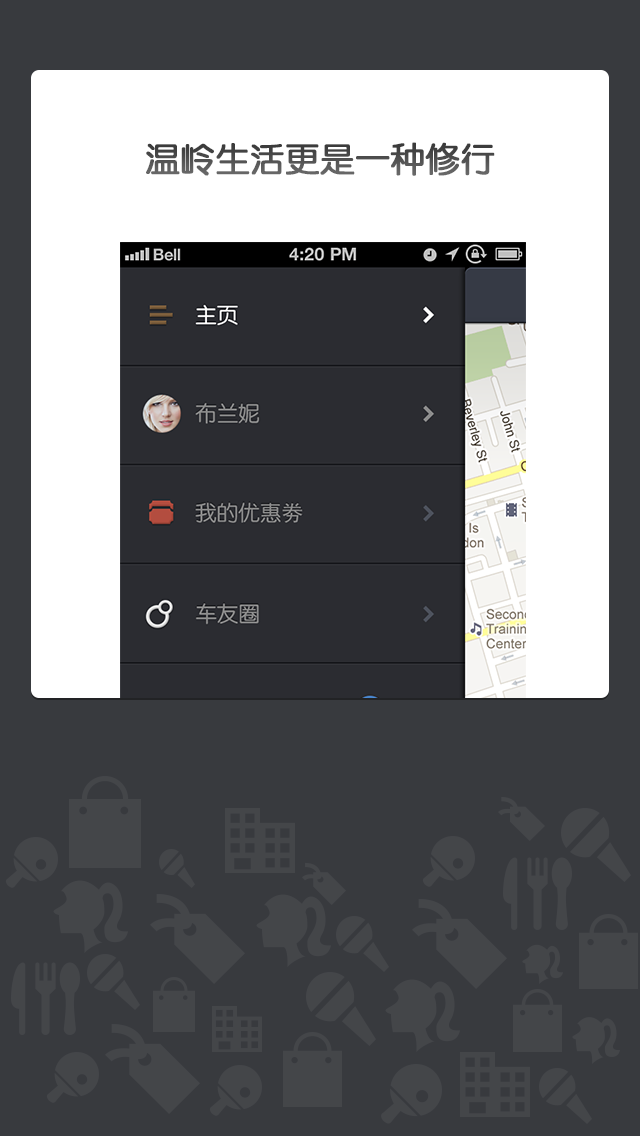 温岭生活更是一种修行
Bell 4:20 PM
主页
布兰妮
我的优惠劵
车友圈
Beverley St
John St
Is
don
Secon
Trainin
Center